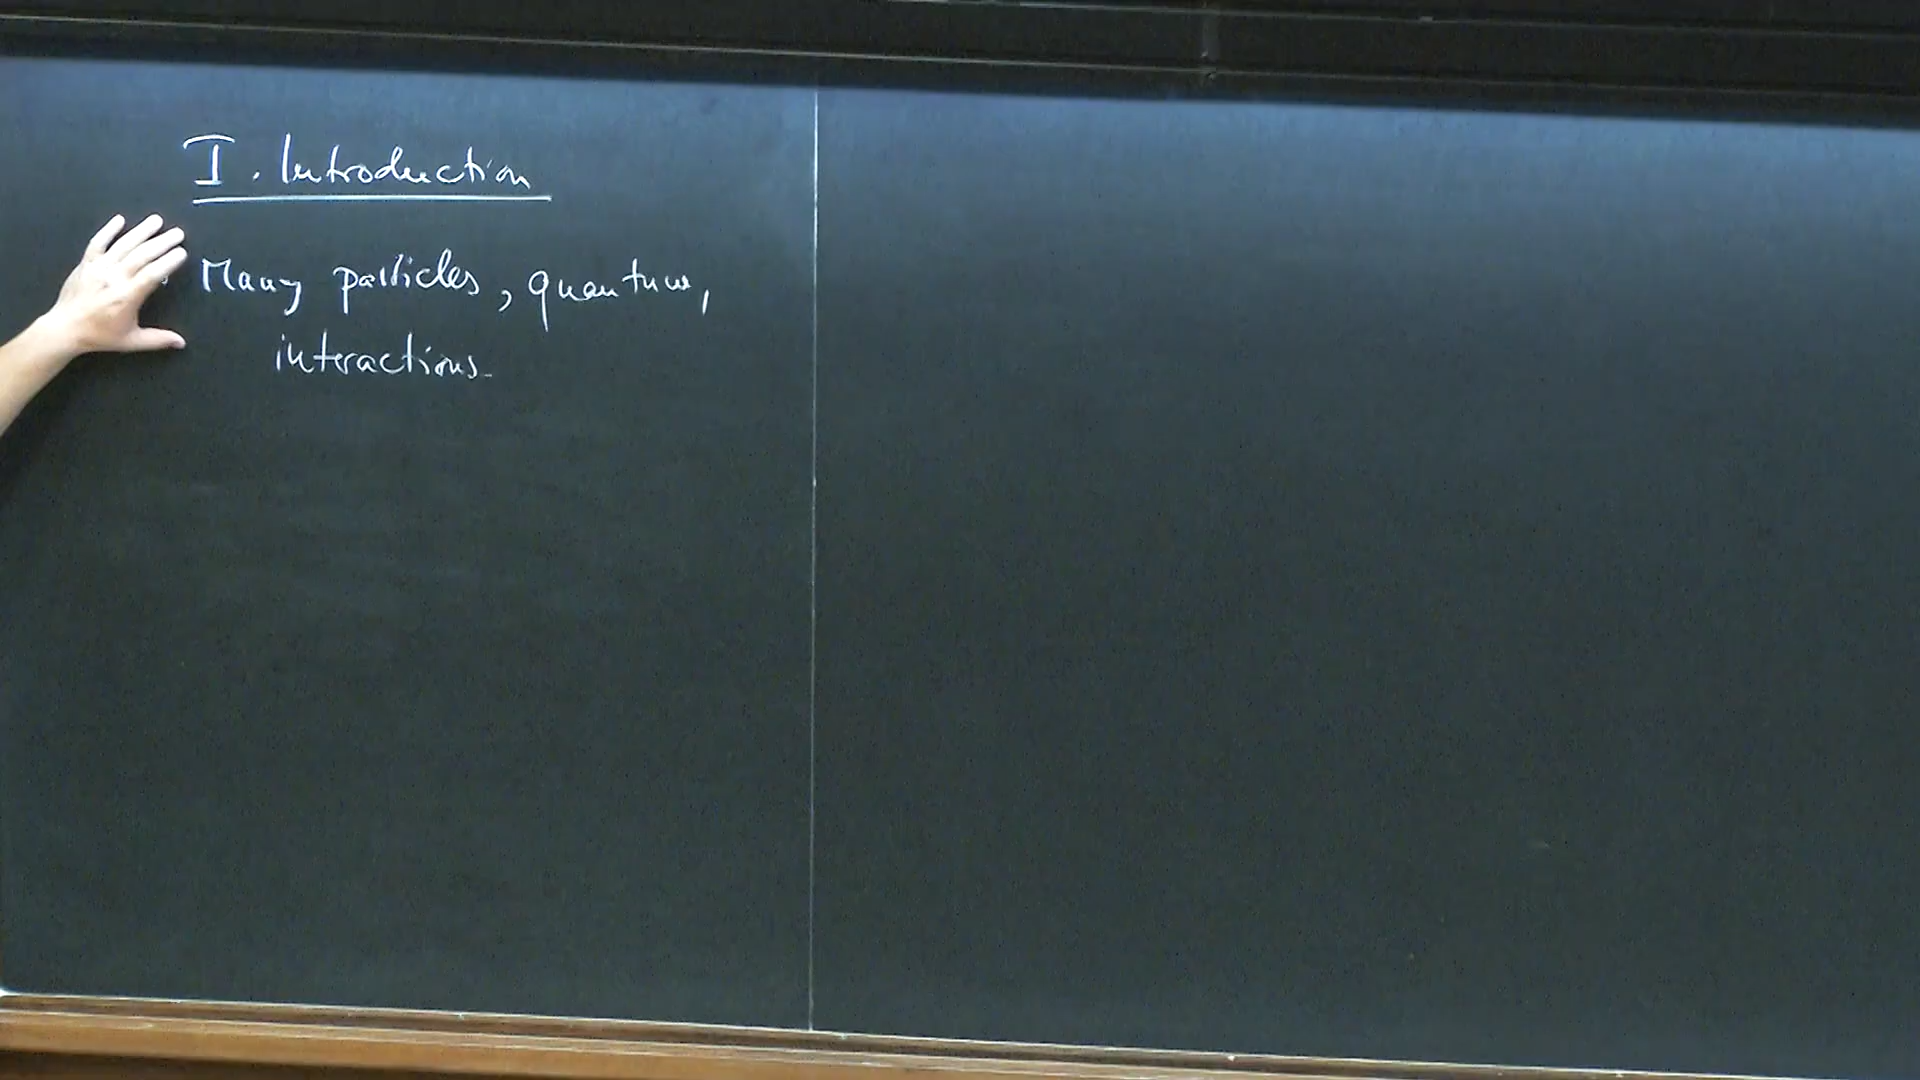 I. Introduction
Many particles, quantum,
interactions